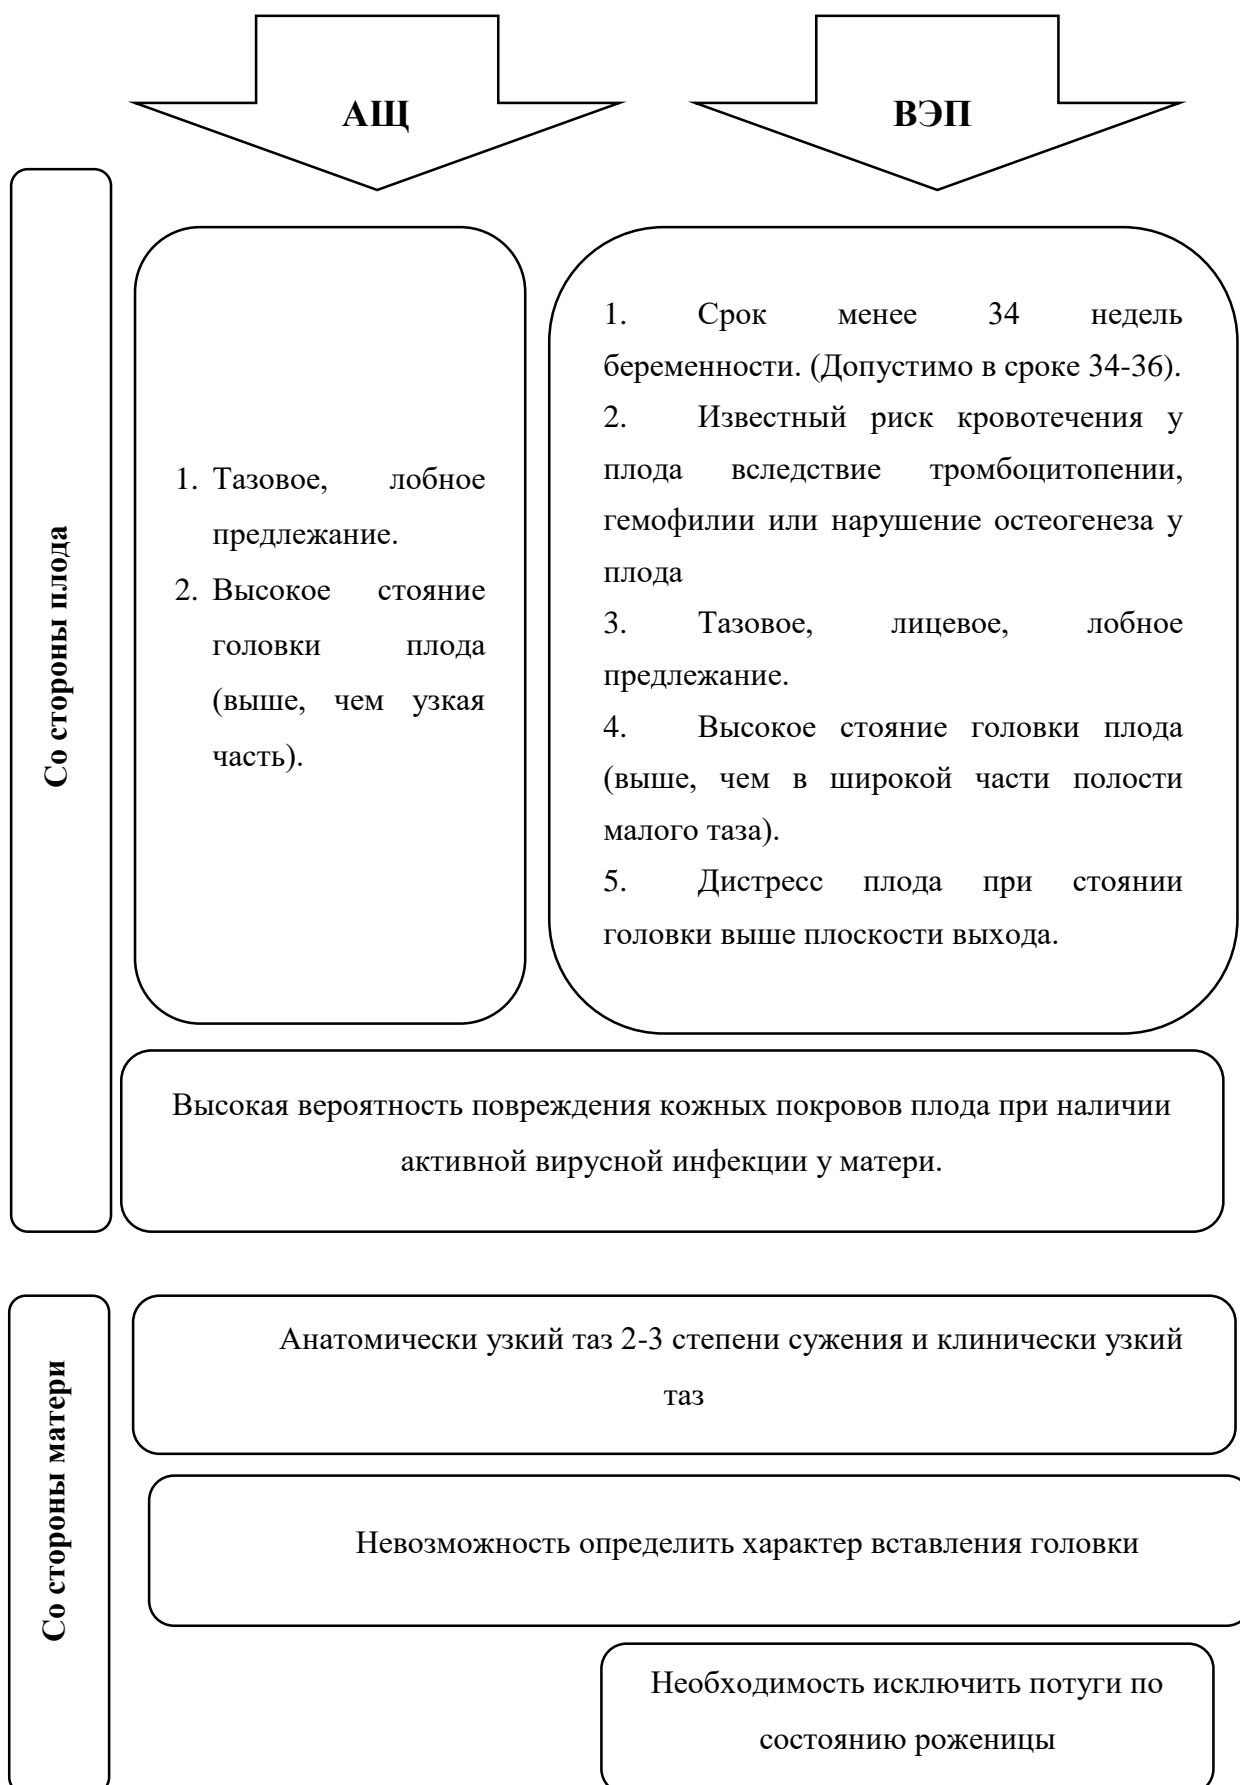 АЩ
ВЭП
Со стороны плода
1. Тазовое, лобное
предлежание.
2. Высокое стояние
головки плода
(выше, чем узкая
часть).
1. Срок менее 34 недель
беременности. (Допустимо в сроке 34-36).
2. Известный риск кровотечения у
плода вследствие тромбоцитопении,
гемофилии или нарушение остеогенеза у
плода
3. Тазовое, лицевое, лобное
предлежание.
4. Высокое стояние головки плода
(выше, чем в широкой части полости
малого таза).
5. Дистресс плода при стоянии
головки выше плоскости выхода.
Высокая вероятность повреждения кожных покровов плода при наличии
активной вирусной инфекции у матери.
Со стороны матери
Анатомически узкий таз 2-3 степени сужения и клинически узкий
таз
Невозможность определить характер вставления головки
Необходимость исключить потуги по
состоянию роженицы